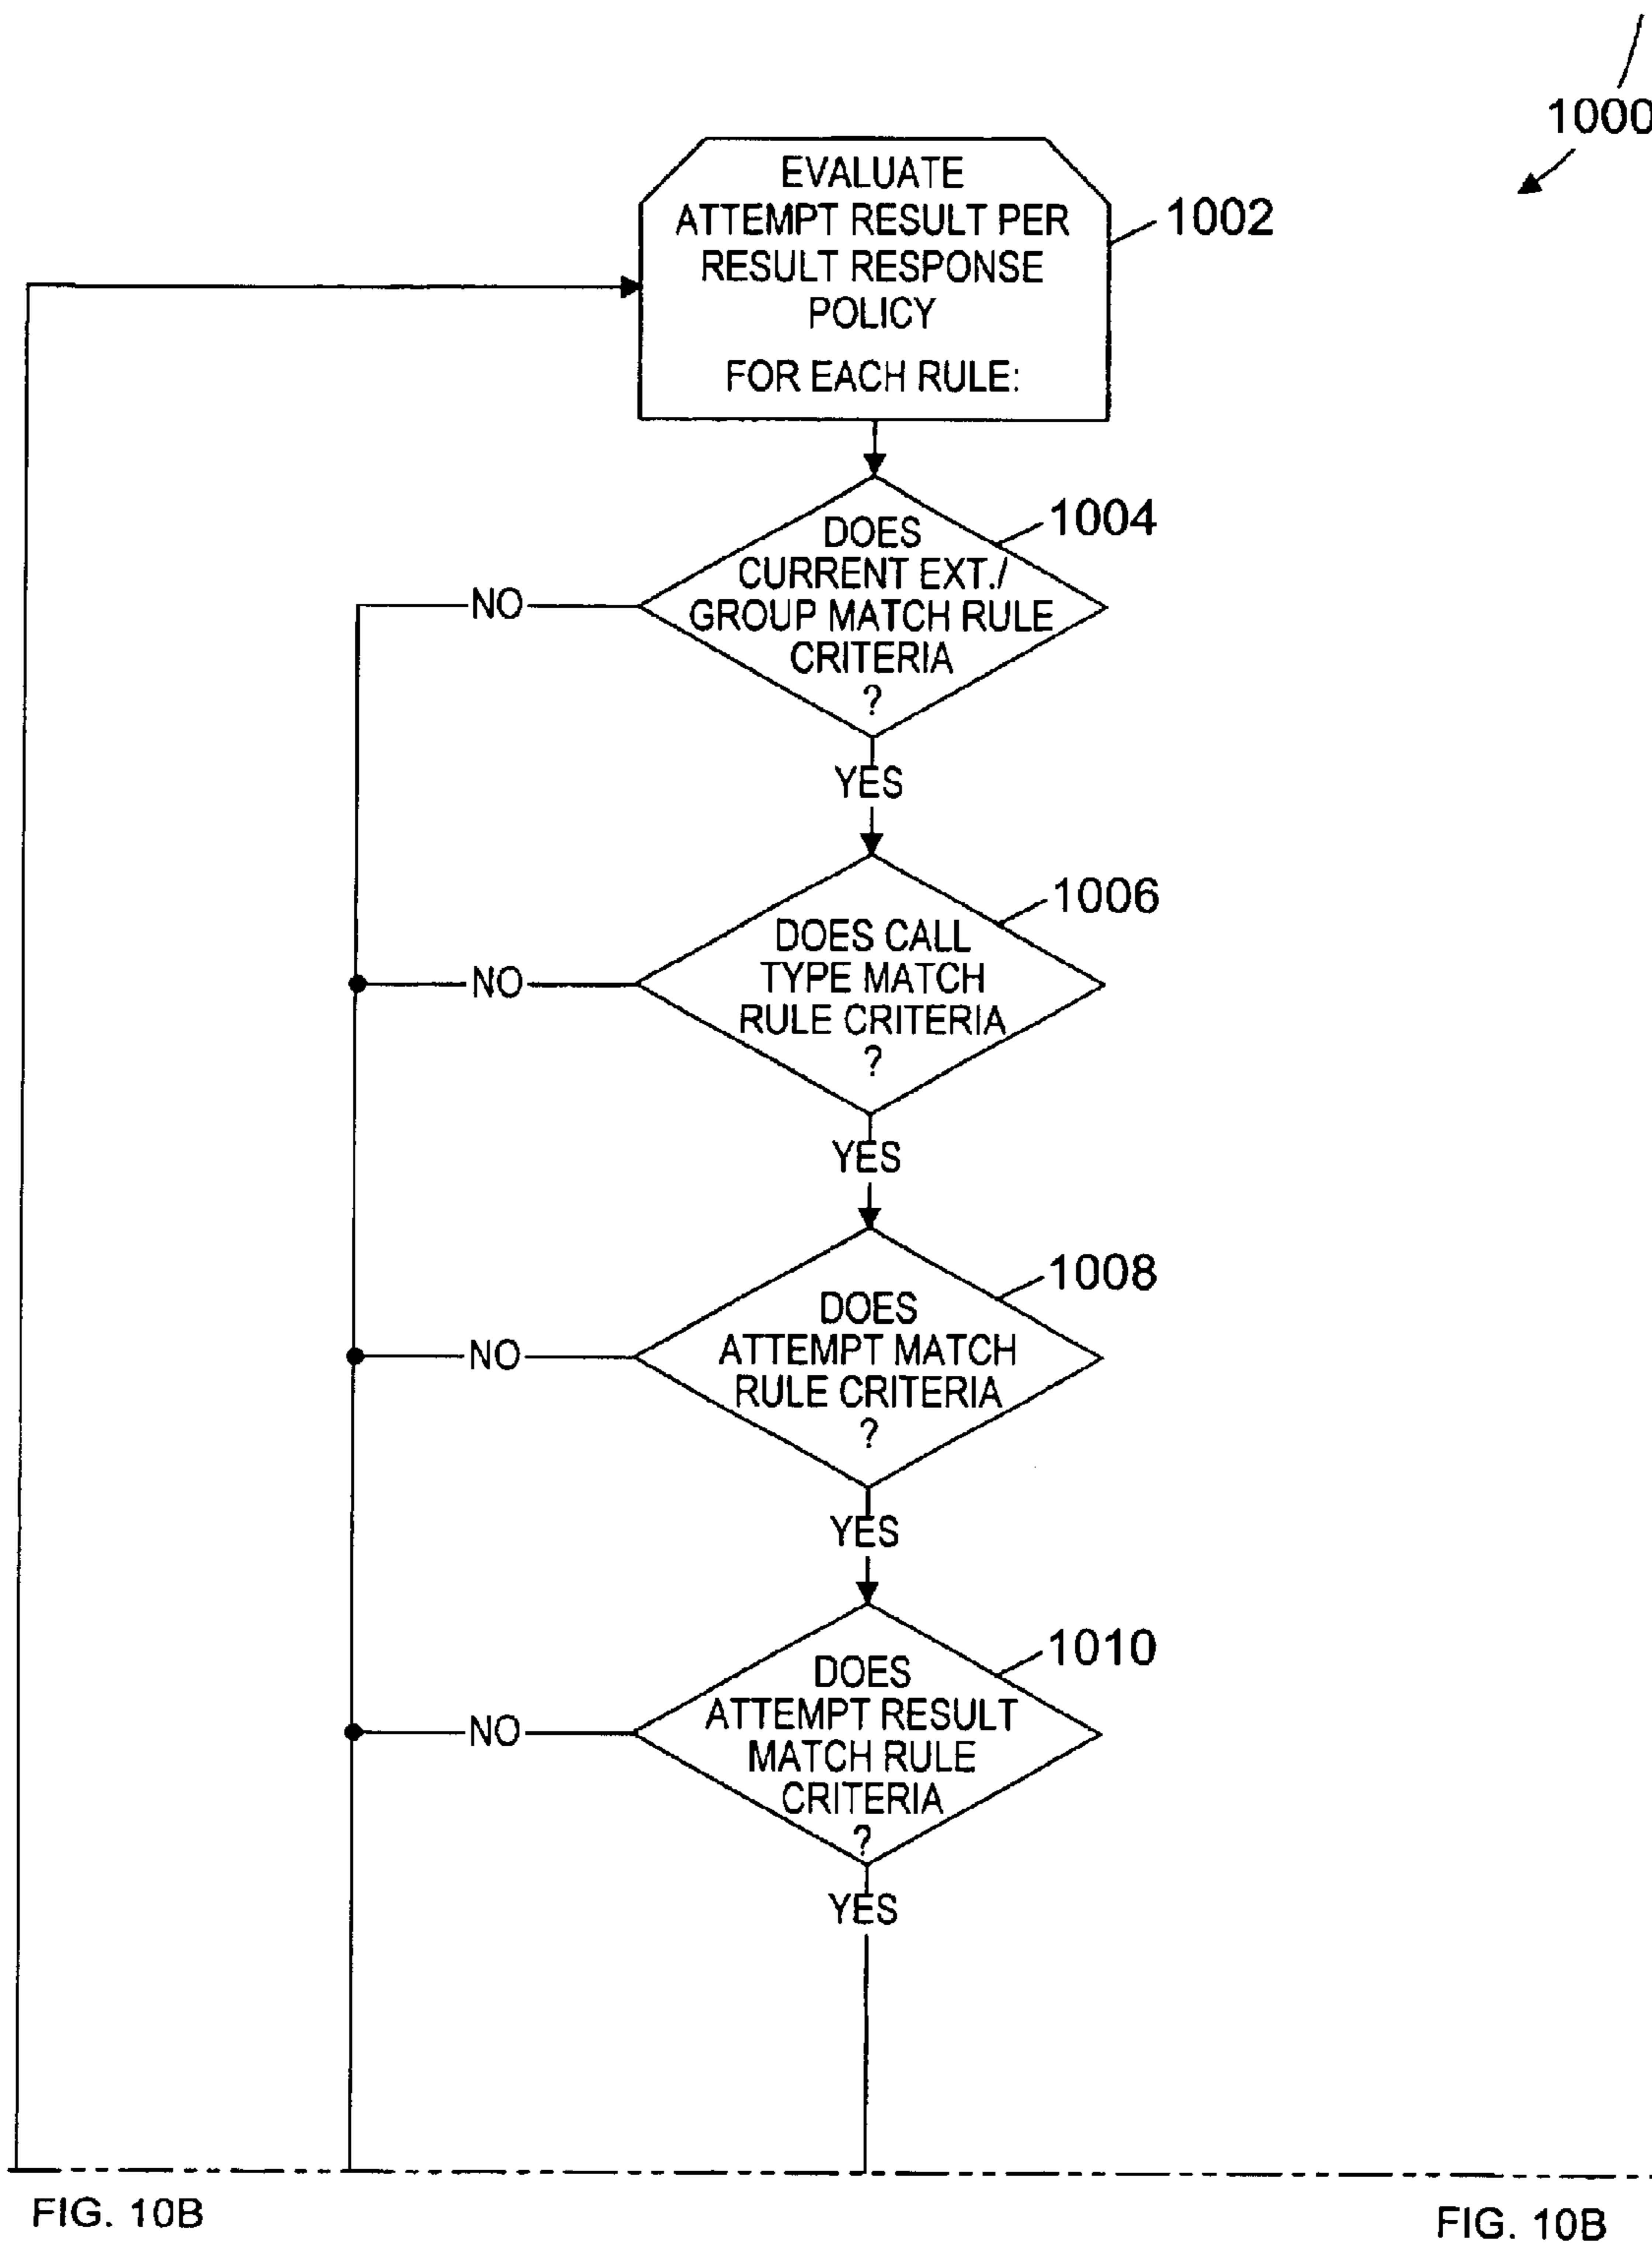 1000
EVALUATE
ATTEMPT RESULT PER
RESULT RESPONSE
POLICY
FOR EACH RULE:
1002
DOES
CURRENT EXT./
GROUP MATCH RULE
CRITERIA
?
1004
NO
YES
DOES CALL
TYPE MATCH
RULE CRITERIA
?
1006
NO
YES
DOES
ATTEMPT MATCH
RULE CRITERIA
?
1008
NO
YES
DOES
ATTEMPT RESULT
MATCH RULE
CRITERIA
?
1010
NO
YES
FIG. 10B
FIG. 10B